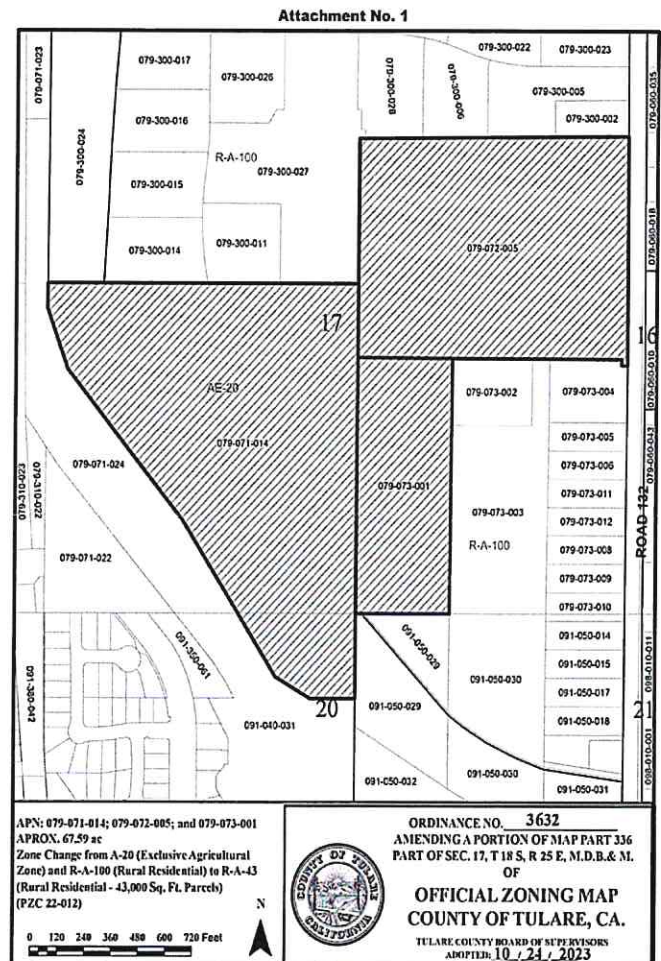 Attachment No. 1
079-071-023
079-300-024
079-300-017
079-300-026
079-300-016
R-A-100
079-300-027
079-300-015
079-300-014
079-300-011
079-300-028
079-300-006
079-300-022
079-300-023
079-300-005
079-300-002
079-060-035
079-060-018
079-072-005
17
16
079-060-010
AE-20
079-071-014
079-073-001
079-073-002
079-073-004
079-073-005
079-073-006
079-073-011
079-073-003
079-073-012
R-A-100
079-073-008
079-073-009
079-073-010
079-060-043
ROAD 132
079-071-024
079-310-023
079-310-022
079-071-022
091-350-061
091-300-042
20
091-040-031
091-050-039
091-050-029
091-050-030
091-050-014
091-050-015
091-050-017
091-050-018
21
098-010-011
098-010-001
091-050-032
091-050-030
091-050-031
APN: 079-071-014; 079-072-005; and 079-073-001
APROX. 67.59 ac
Zone Change from A-20 (Exclusive Agricultural
Zone) and R-A-100 (Rural Residential) to R-A-43
(Rural Residential - 43,000 Sq. Ft. Parcels)
(PZC 22-012)
N
0 120 240 360 480 600 720 Feet
COUNTY OF TULARE
CALIFORNIA
ORDINANCE NO. 3632
AMENDING A PORTION OF MAP PART 336
PART OF SEC. 17, T 18 S, R 25 E, M.D.B.& M.
OF
OFFICIAL ZONING MAP
COUNTY OF TULARE, CA.
TULARE COUNTY BOARD OF SUPERVISORS
ADOPTED: 10 / 24 / 2023